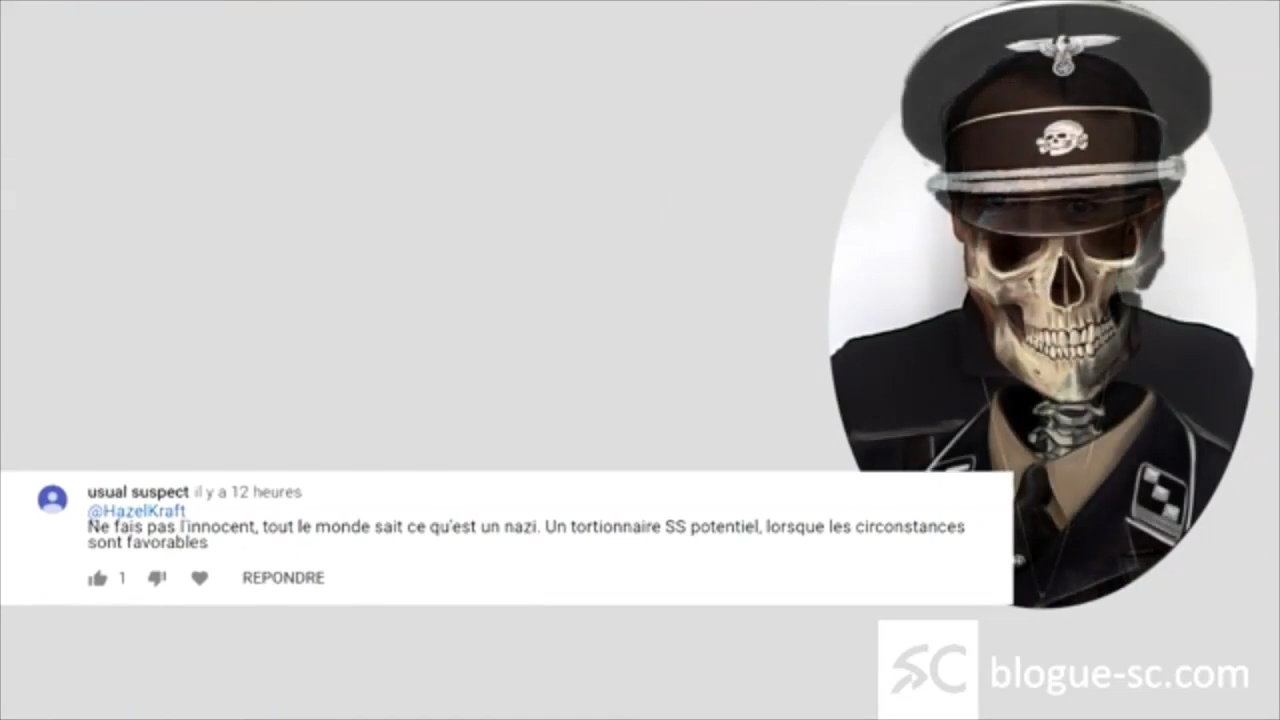 usual suspect il y a 12 heures
@HazelKraft
Ne fais pas l'innocent, tout le monde sait ce qu'est un nazi. Un tortionnaire SS potentiel, lorsque les circonstances
sont favorables
1 REPONDRE
SC blogue-sc.com